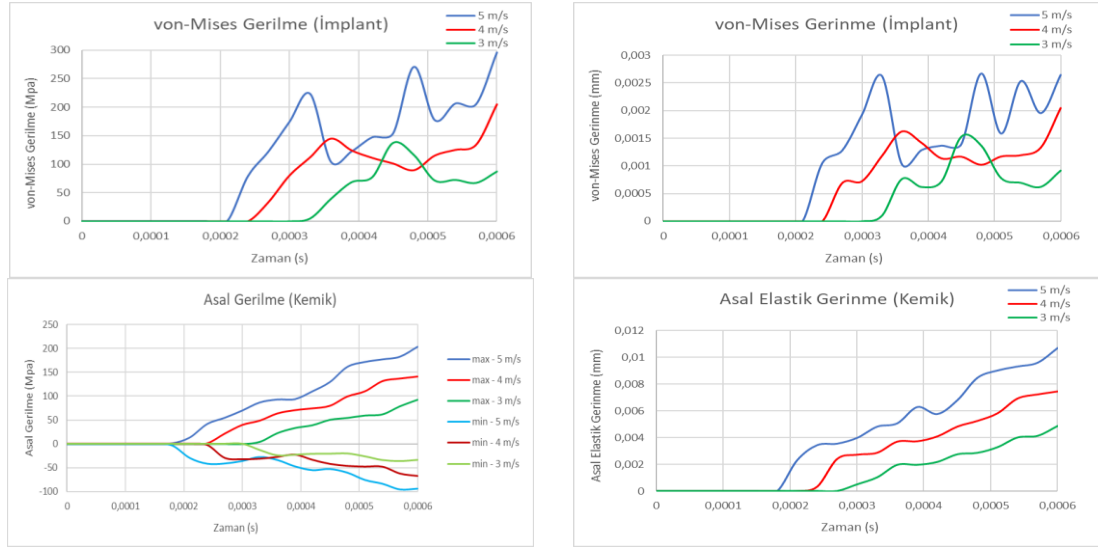 von-Mises Gerilme (İmplant)
5 m/s
4 m/s
3 m/s
300
250
200
150
100
50
0
von-Mises Gerilme (Mpa)
0 0,0001 0,0002 0,0003 0,0004 0,0005 0,0006
Zaman (s)
von-Mises Gerinme (İmplant)
5 m/s
4 m/s
3 m/s
0,003
0,0025
0,002
0,0015
0,001
0,0005
0
von-Mises Gerinme (mm)
0 0,0001 0,0002 0,0003 0,0004 0,0005 0,0006
Zaman (s)
Asal Gerilme (Kemik)
250
200
150
100
50
0
-50
-100
Asal Gerilme (Mpa)
0 0,0001 0,0002 0,0003 0,0004 0,0005 0,0006
Zaman (s)
max - 5 m/s
max - 4 m/s
max - 3 m/s
min - 5 m/s
min - 4 m/s
min - 3 m/s
Asal Elastik Gerinme (Kemik)
5 m/s
4 m/s
3 m/s
0,012
0,01
0,008
0,006
0,004
0,002
0
Asal Elastik Gerinme (mm)
0 0,0001 0,0002 0,0003 0,0004 0,0005 0,0006
Zaman (s)